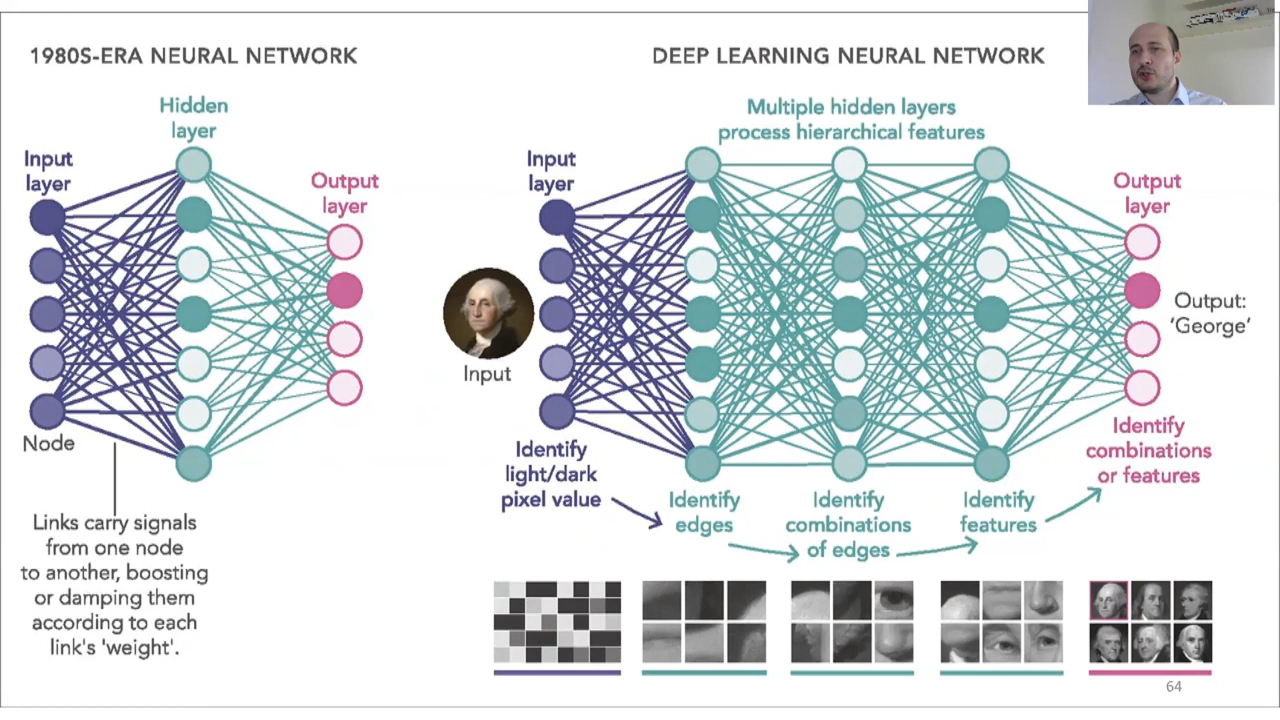 1980S-ERA NEURAL NETWORK
Hidden
layer
Input
layer
Output
layer
Node
Links carry signals
from one node
to another, boosting
or damping them
according to each
link's 'weight'.
DEEP LEARNING NEURAL NETWORK
Multiple hidden layers
process hierarchical features
Input
layer
Output
layer
Input
Output:
'George'
Identify
light/dark
pixel value
Identify
edges
Identify
combinations
of edges
Identify
features
Identify
combinations
or features
64